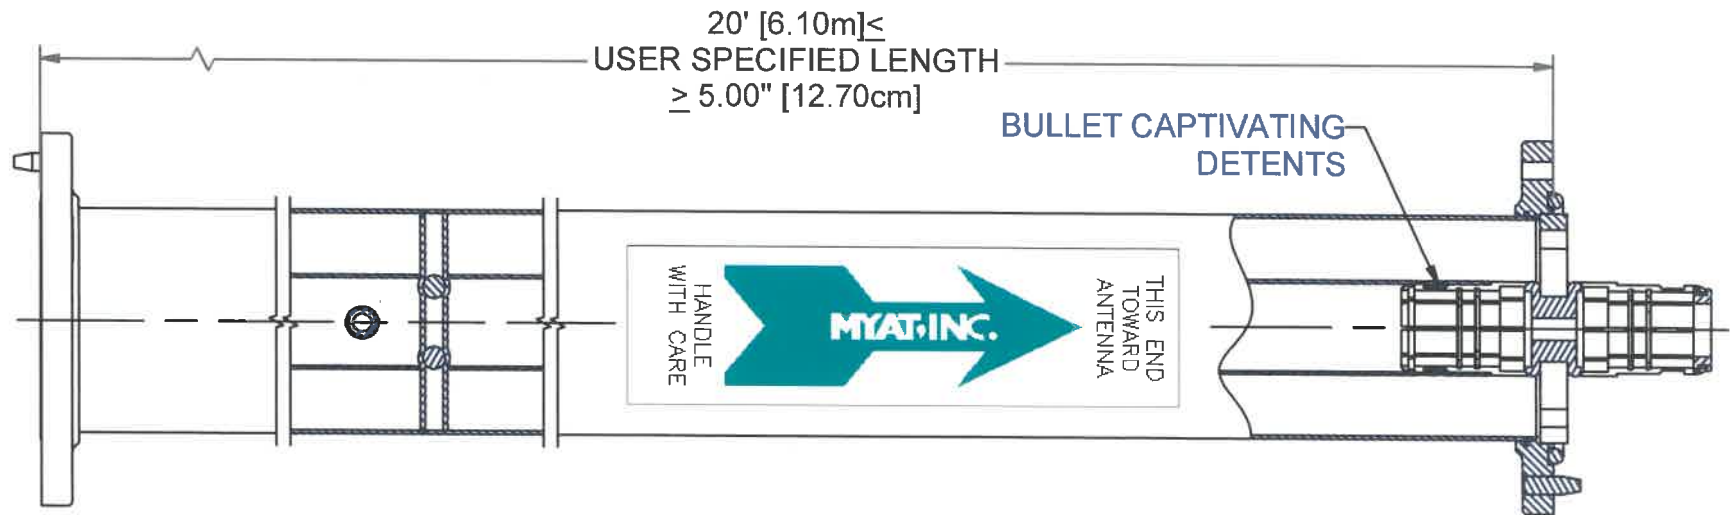 20' [6.10m]≤
USER SPECIFIED LENGTH
≥ 5.00" [12.70cm]
BULLET CAPTIVATING
DETENTS
HANDLE
WITH CARE
MYAT, INC.
THIS END
TOWARD
ANTENNA